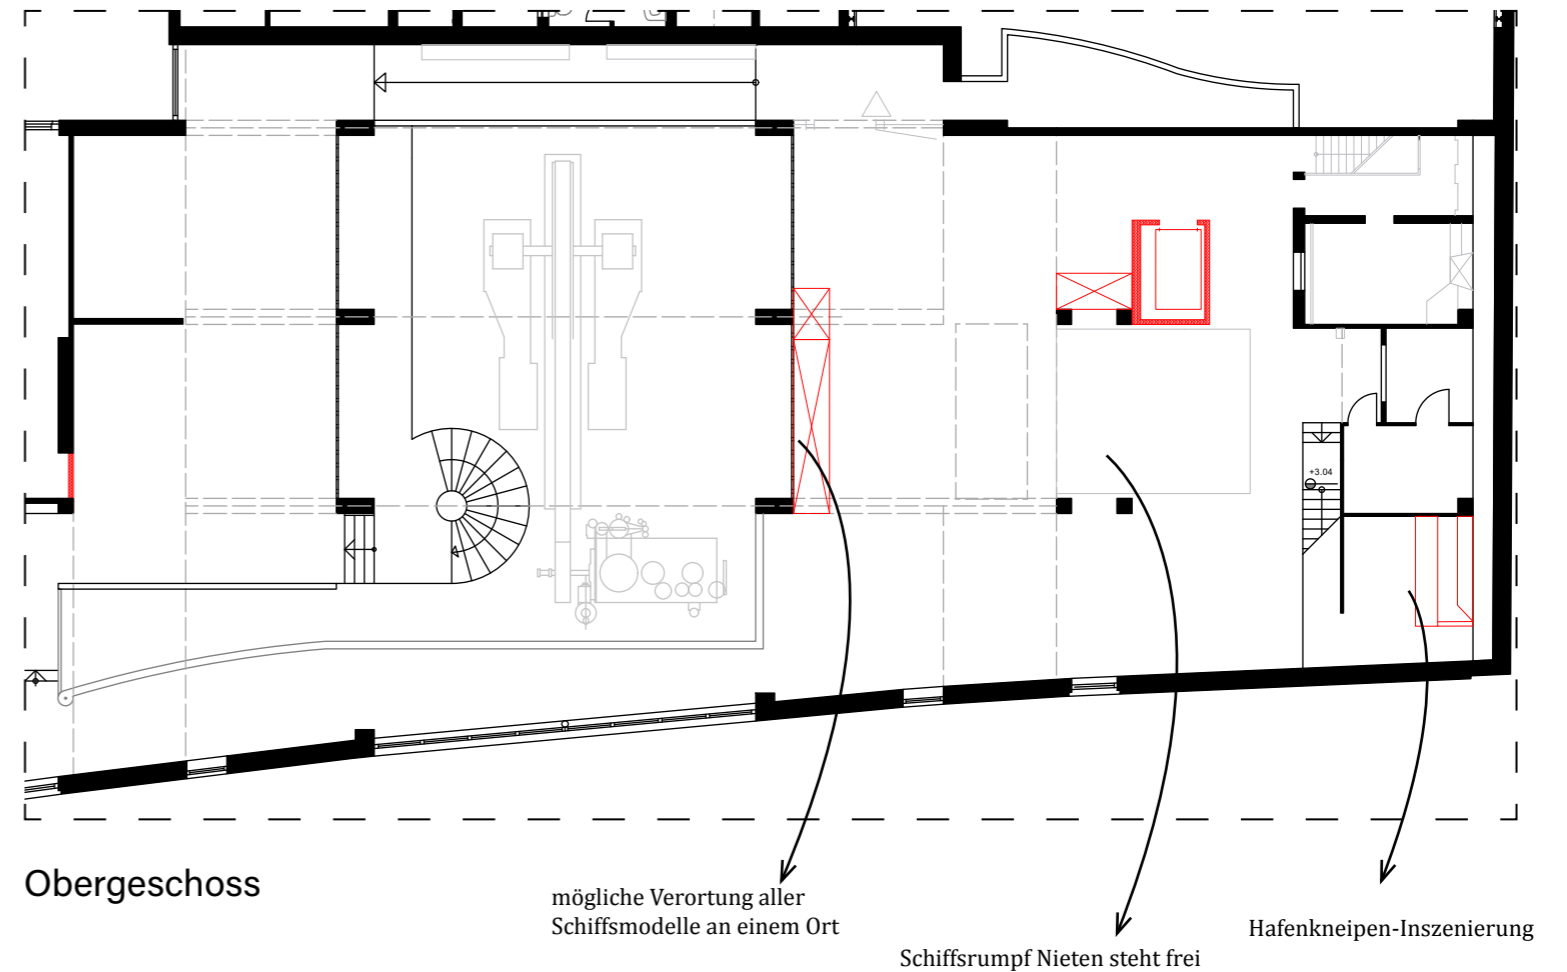 +3.04
Obergeschoss
mögliche Verortung aller
Schiffsmodelle an einem Ort
Schiffsrumpf Nieten steht frei
Hafenkneipen-Inszenierung